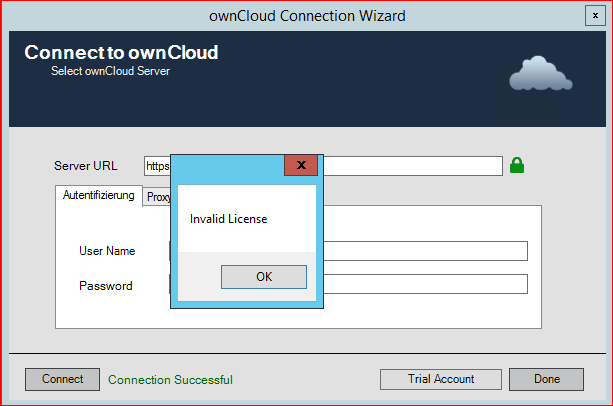 ownCloud Connection Wizard
x
Connect to ownCloud
Select ownCloud Server
Server URL https
x
Autentifizierung Proxy
Invalid License
User Name
OK
Password
Connect Connection Successful Trial Account Done